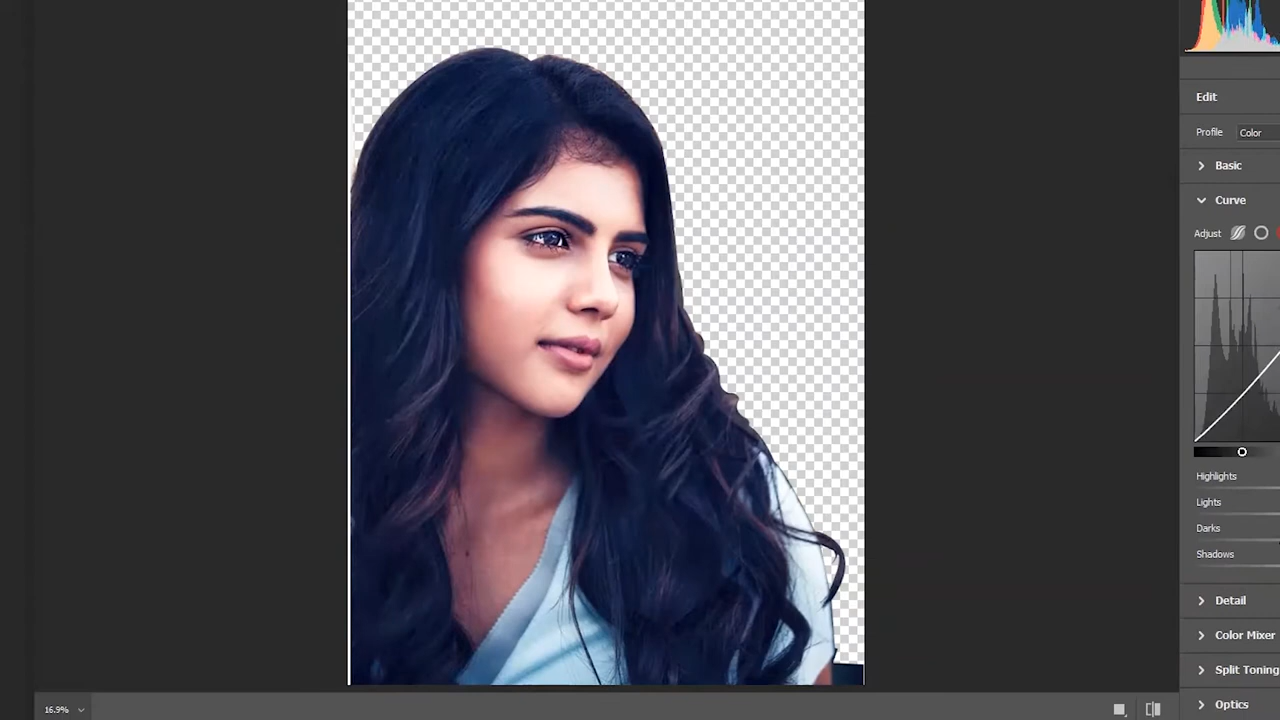 Edit
Profile Color
Basic
Curve
Adjust
Highlights
Lights
Darks
Shadows
Detail
Color Mixer
Split Toning
Optics
16.9%